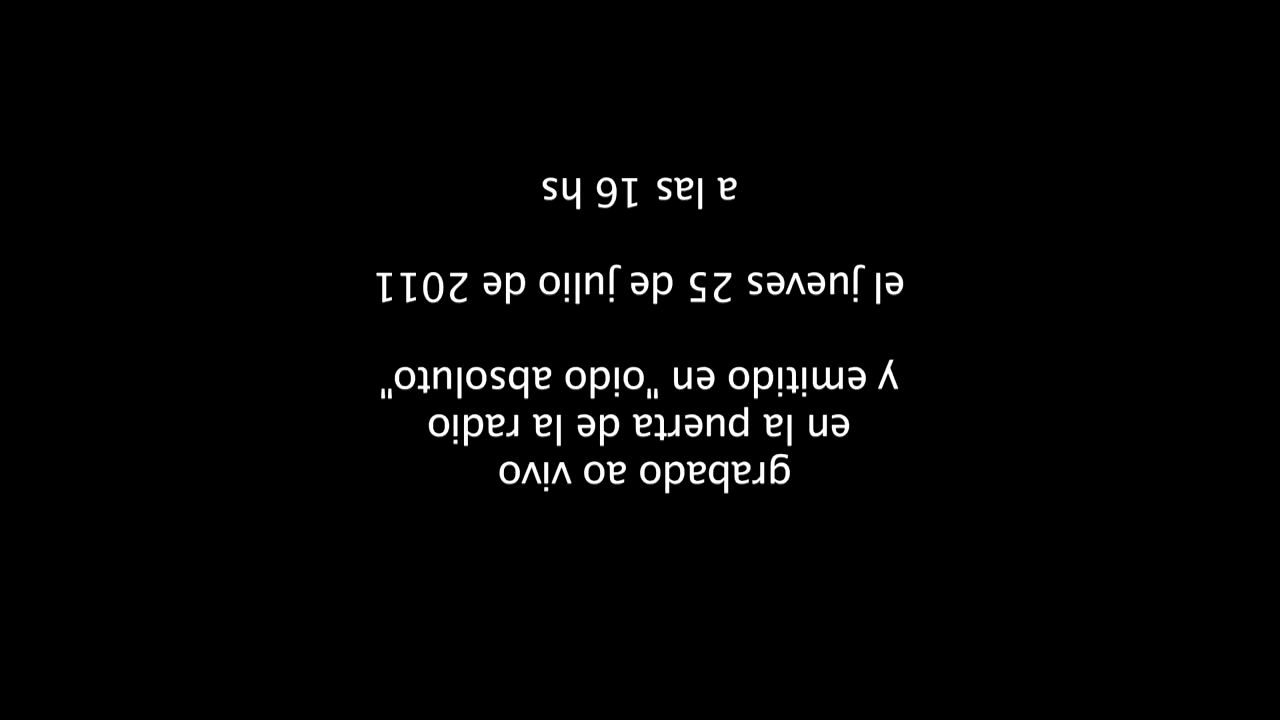 grabado ao vivo
en la puerta de la radio
y emitido en "oido absoluto"
el jueves 25 de julio de 2011
a las 16 hs